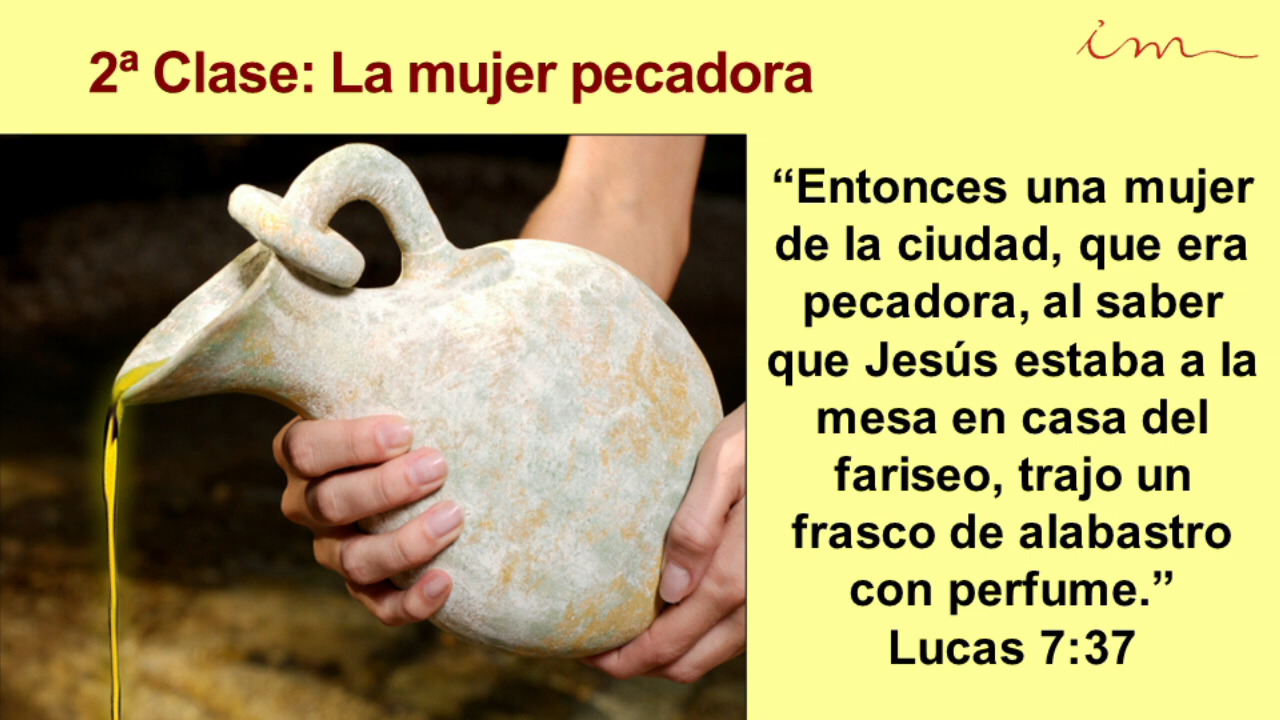 2ª Clase: La mujer pecadora
im
“Entonces una mujer
de la ciudad, que era
pecadora, al saber
que Jesús estaba a la
mesa en casa del
fariseo, trajo un
frasco de alabastro
con perfume.”
Lucas 7:37